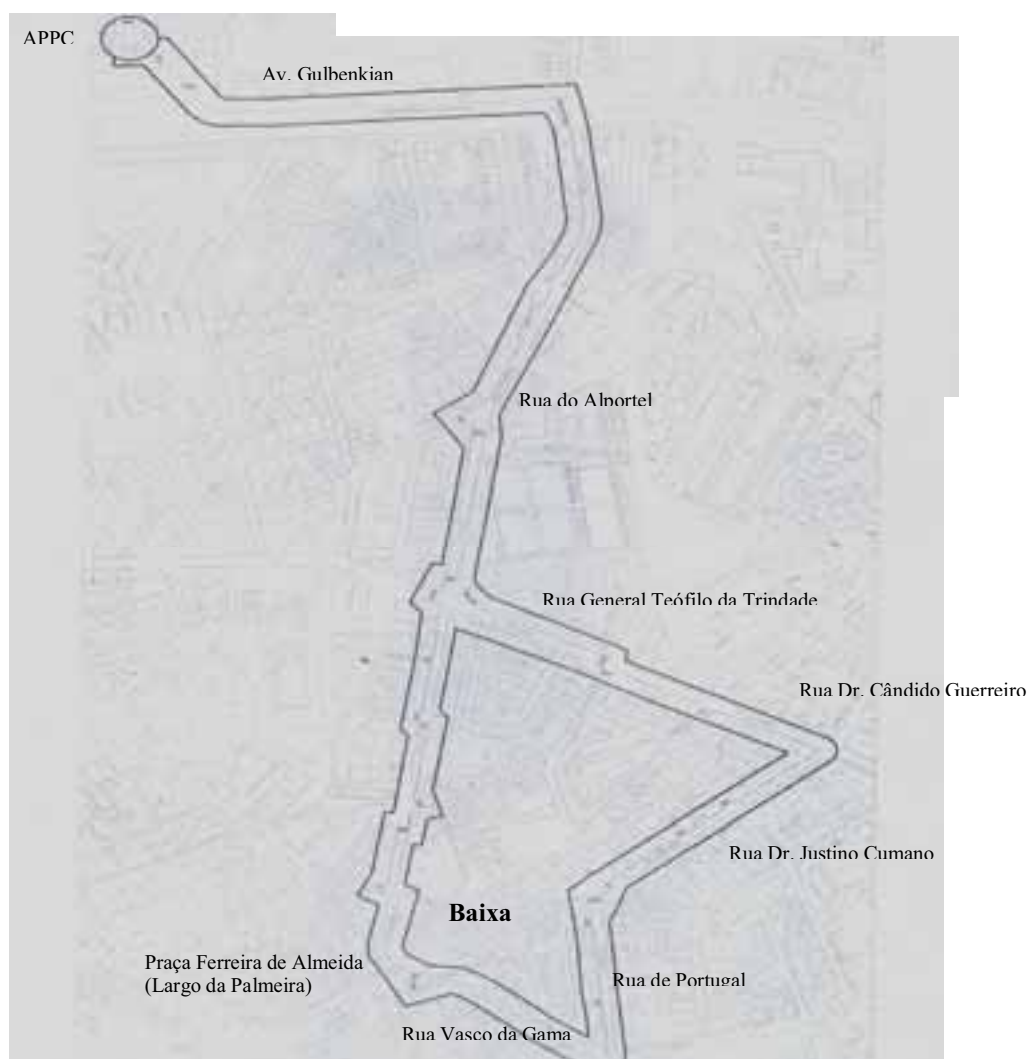 APPC
Av. Gulbenkian
Rua do Alportel
Rua General Teófilo da Trindade
Rua Dr. Cândido Guerreiro
Rua Dr. Justino Cumano
Baixa
Praça Ferreira de Almeida
(Largo da Palmeira)
Rua de Portugal
Rua Vasco da Gama